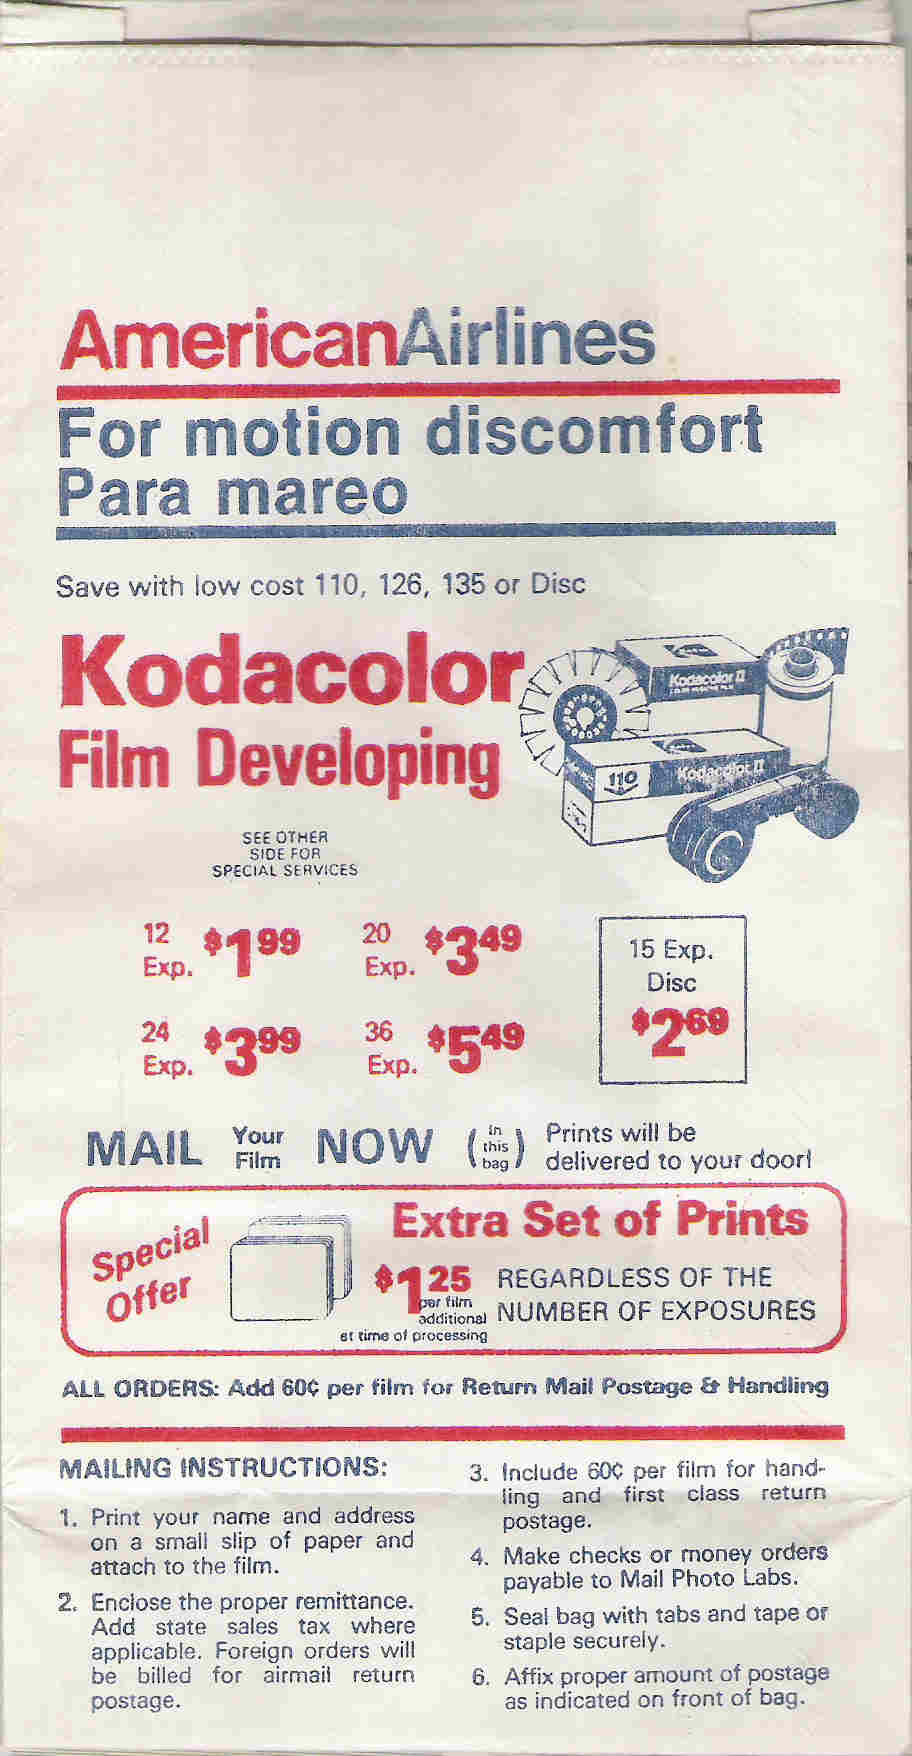 AmericanAirlines
For motion discomfort
Para mareo
Save with low cost 110, 126, 135 or Disc
Kodacolor
Film Developing
Kodacolor II
110
Kodacolor II
SEE OTHER
SIDE FOR
SPECIAL SERVICES
12 Exp. $1.99
20 Exp. $3.49
15 Exp.
Disc
$2.69
24 Exp. $3.99
36 Exp. $5.49
MAIL Your Film NOW (in this bag) Prints will be
delivered to your door!
Special
Offer
Extra Set of Prints
$1.25 per film additional
at time of processing
REGARDLESS OF THE
NUMBER OF EXPOSURES
ALL ORDERS: Add 60¢ per film for Return Mail Postage & Handling
MAILING INSTRUCTIONS:
1. Print your name and address
on a small slip of paper and
attach to the film.
2. Enclose the proper remittance.
Add state sales tax where
applicable. Foreign orders will
be billed for airmail return
postage.
3. Include 60¢ per film for hand-
ling and first class return
postage.
4. Make checks or money orders
payable to Mail Photo Labs.
5. Seal bag with tabs and tape or
staple securely.
6. Affix proper amount of postage
as indicated on front of bag.